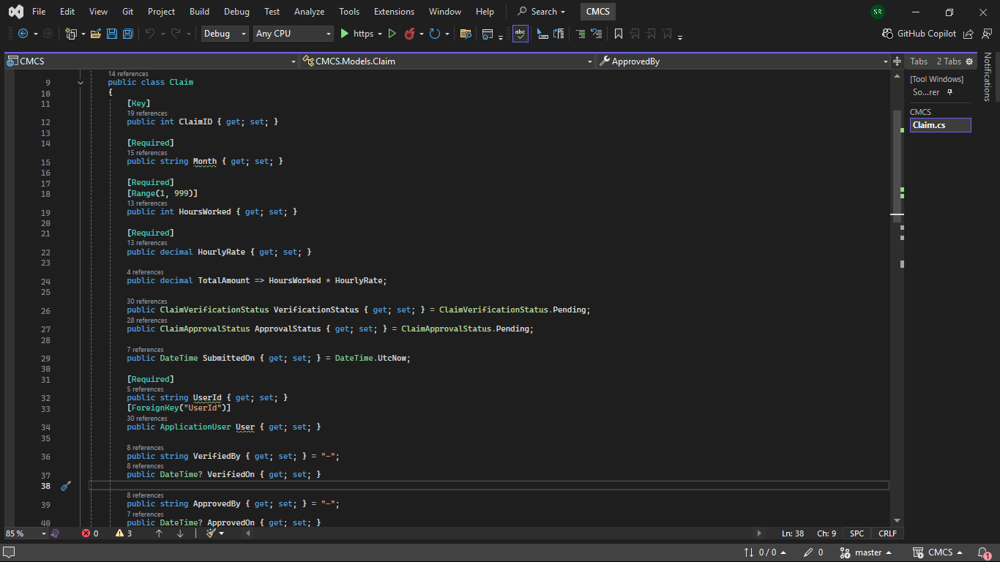 File Edit View Git Project Build Debug Test Analyze Tools Extensions Window Help Search CMCS SR
Debug Any CPU https abc GitHub Copilot
CMCS CMCS.Models.Claim ApprovedBy Tabs 2 Tabs
Notifications
[Tool Windows]
So...rer
CMCS
Claim.cs
14 references
9 public class Claim
10 {
11 [Key]
19 references
12 public int ClaimID { get; set; }
13
14 [Required]
15 references
15 public string Month { get; set; }
16
17 [Required]
18 [Range(1, 999)]
13 references
19 public int HoursWorked { get; set; }
20
21 [Required]
13 references
22 public decimal HourlyRate { get; set; }
23
4 references
24 public decimal TotalAmount => HoursWorked * HourlyRate;
25
30 references
26 public ClaimVerificationStatus VerificationStatus { get; set; } = ClaimVerificationStatus.Pending;
28 references
27 public ClaimApprovalStatus ApprovalStatus { get; set; } = ClaimApprovalStatus.Pending;
28
7 references
29 public DateTime SubmittedOn { get; set; } = DateTime.UtcNow;
30
31 [Required]
5 references
32 public string UserId { get; set; }
33 [ForeignKey("UserId")]
30 references
34 public ApplicationUser User { get; set; }
35
8 references
36 public string VerifiedBy { get; set; } = "-";
8 references
37 public DateTime? VerifiedOn { get; set; }
38
8 references
39 public string ApprovedBy { get; set; } = "-";
7 references
40 public DateTime? ApprovedOn { get; set; }
85 % 0 3 Ln: 38 Ch: 9 SPC CRLF
0 / 0 0 master CMCS 1